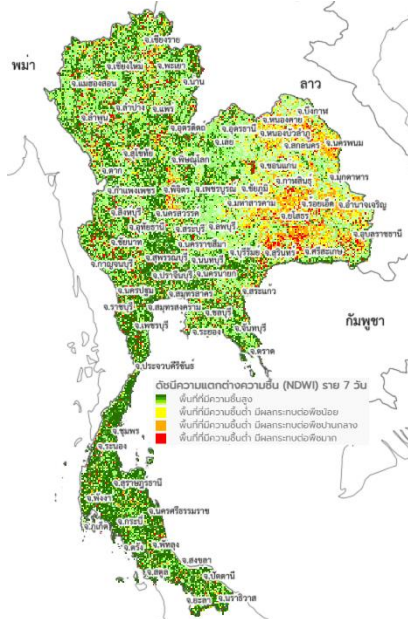 จ.เชียงราย
พม่า
จ.เชียงใหม่ จ.พะเยา
ลาว
จ.แม่ฮ่องสอน
จ.น่าน
จ.ลำปาง จ.แพร่
จ.ลำพูน
จ.บึงกาฬ
จ.หนองคาย
จ.อุตรดิตถ์ จ.อุดรธานี
จ.หนองบัวลำภู
จ.เลย
จ.สกลนคร จ.นครพนม
จ.สุโขทัย
จ.พิษณุโลก
จ.ตาก
จ.ขอนแก่น
จ.มุกดาหาร
จ.กำแพงเพชร จ.พิจิตร จ.เพชรบูรณ์ จ.ชัยภูมิ
จ.กาฬสินธุ์
จ.มหาสารคาม จ.ร้อยเอ็ด จ.อำนาจเจริญ
จ.สิงห์บุรี จ.นครสวรรค์
จ.ยโสธร
จ.อุทัยธานี จ.สระบุรี จ.ลพบุรี
จ.อุบลราชธานี
จ.ชัยนาท จ.นครราชสีมา จ.บุรีรัมย์ จ.สุรินทร์ จ.ศรีสะเกษ
จ.สุพรรณบุรี จ.นนทบุรี
จ.กาญจนบุรี
จ.ปราจีนบุรี จ.นครนายก
จ.นครปฐม จ.สระแก้ว
จ.สมุทรสาคร
จ.ราชบุรี จ.สมุทรสงคราม
จ.ชลบุรี
กัมพูชา
จ.เพชรบุรี จ.ระยอง จ.จันทบุรี
จ.ตราด
จ.ประจวบคีรีขันธ์
ดัชนีความแตกต่างความชื้น (NDWI) ราย 7 วัน
พื้นที่ที่มีความชื้นสูง
พื้นที่ที่มีความชื้นต่ำ มีผลกระทบต่อพืชน้อย
พื้นที่ที่มีความชื้นต่ำ มีผลกระทบต่อพืชปานกลาง
พื้นที่ที่มีความชื้นต่ำ มีผลกระทบต่อพืชมาก
จ.ชุมพร
จ.ระนอง
จ.สุราษฎร์ธานี
จ.พังงา
จ.นครศรีธรรมราช
จ.ภูเก็ต จ.กระบี่
จ.ตรัง จ.พัทลุง
จ.สงขลา
จ.สตูล จ.ปัตตานี
จ.ยะลา จ.นราธิวาส